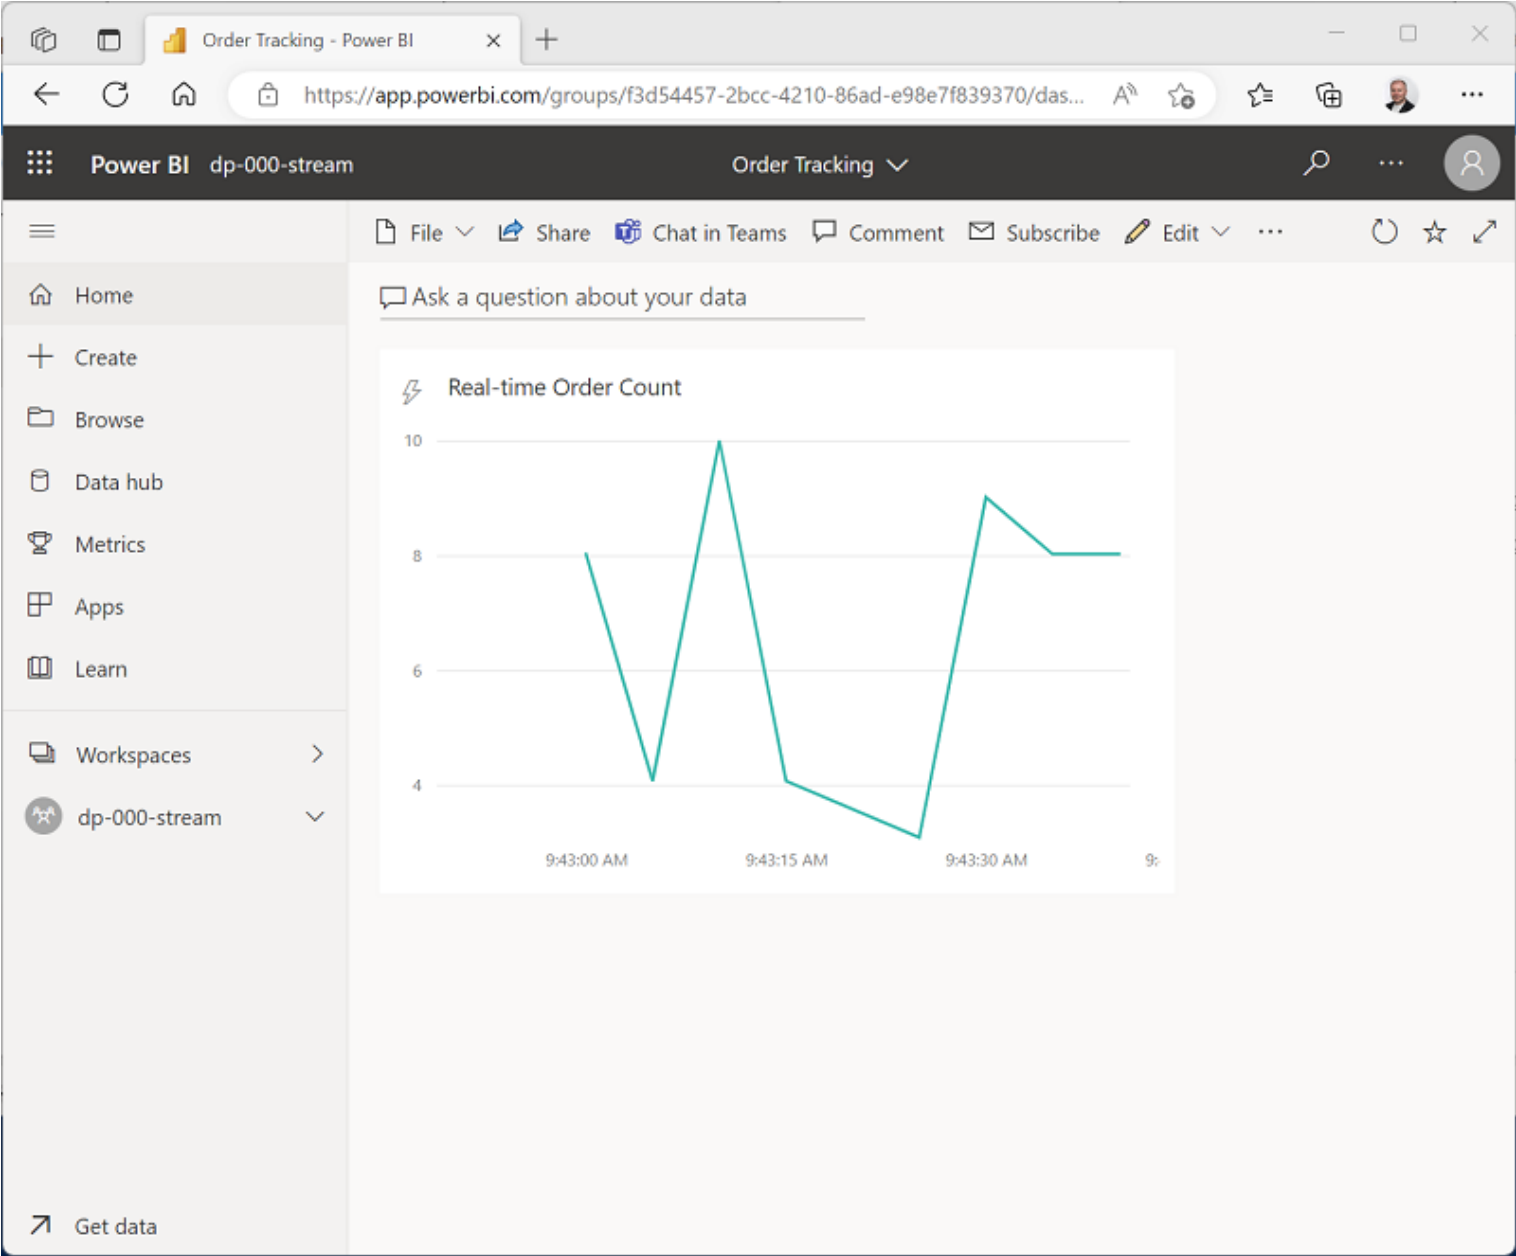 Order Tracking - Power BI
https://app.powerbi.com/groups/f3d54457-2bcc-4210-86ad-e98e7f839370/das...
Power BI dp-000-stream Order Tracking
File Share Chat in Teams Comment Subscribe Edit
Home
Create
Browse
Data hub
Metrics
Apps
Learn
Workspaces
dp-000-stream
Get data
Ask a question about your data
Real-time Order Count
10
8
6
4
9:43:00 AM 9:43:15 AM 9:43:30 AM 9: